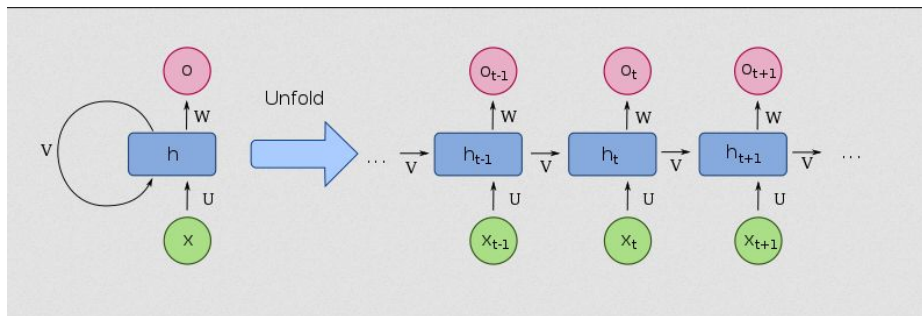 o
W
V
h
U
x
Unfold
...
V
o_{t-1}
W
h_{t-1}
U
x_{t-1}
V
o_t
W
h_t
U
x_t
V
o_{t+1}
W
h_{t+1}
U
x_{t+1}
V
...